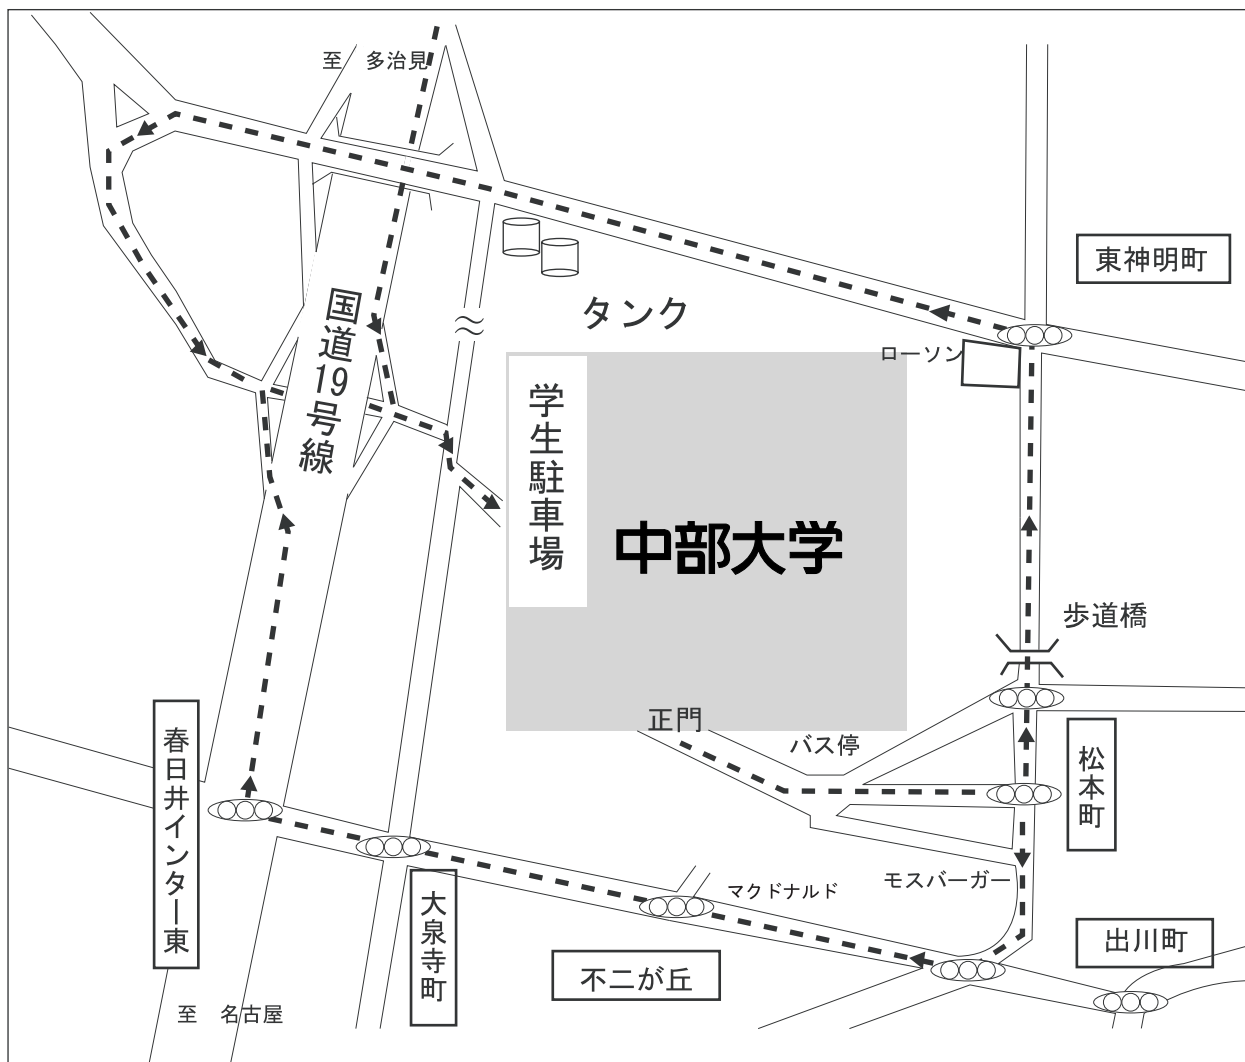 至　多治見
東神明町
タンク
ローソン
国道19号線
学生駐車場
中部大学
歩道橋
正門
バス停
松本町
春日井インター東
大泉寺町
マクドナルド
モスバーガー
不二が丘
出川町
至　名古屋